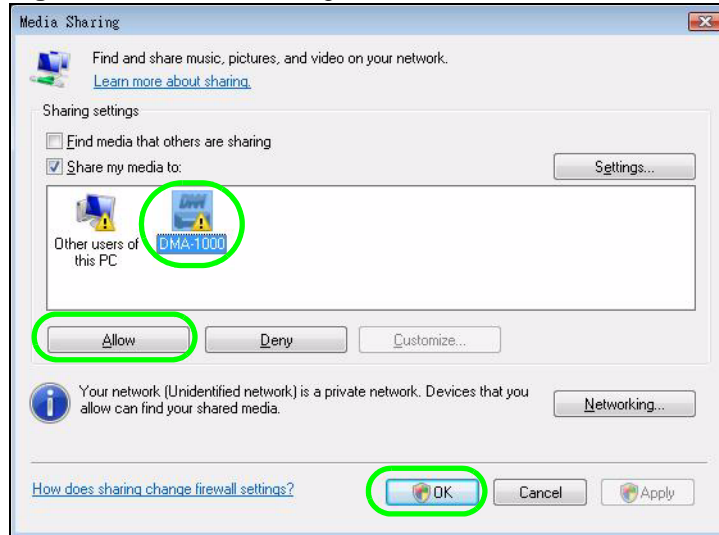 Media Sharing
Find and share music, pictures, and video on your network.
Learn more about sharing.
Sharing settings
Find media that others are sharing
Share my media to:
Settings...
Other users of
this PC
DMA-1000
Allow
Deny
Customize...
Your network (Unidentified network) is a private network. Devices that you
allow can find your shared media.
Networking...
How does sharing change firewall settings?
OK
Cancel
Apply